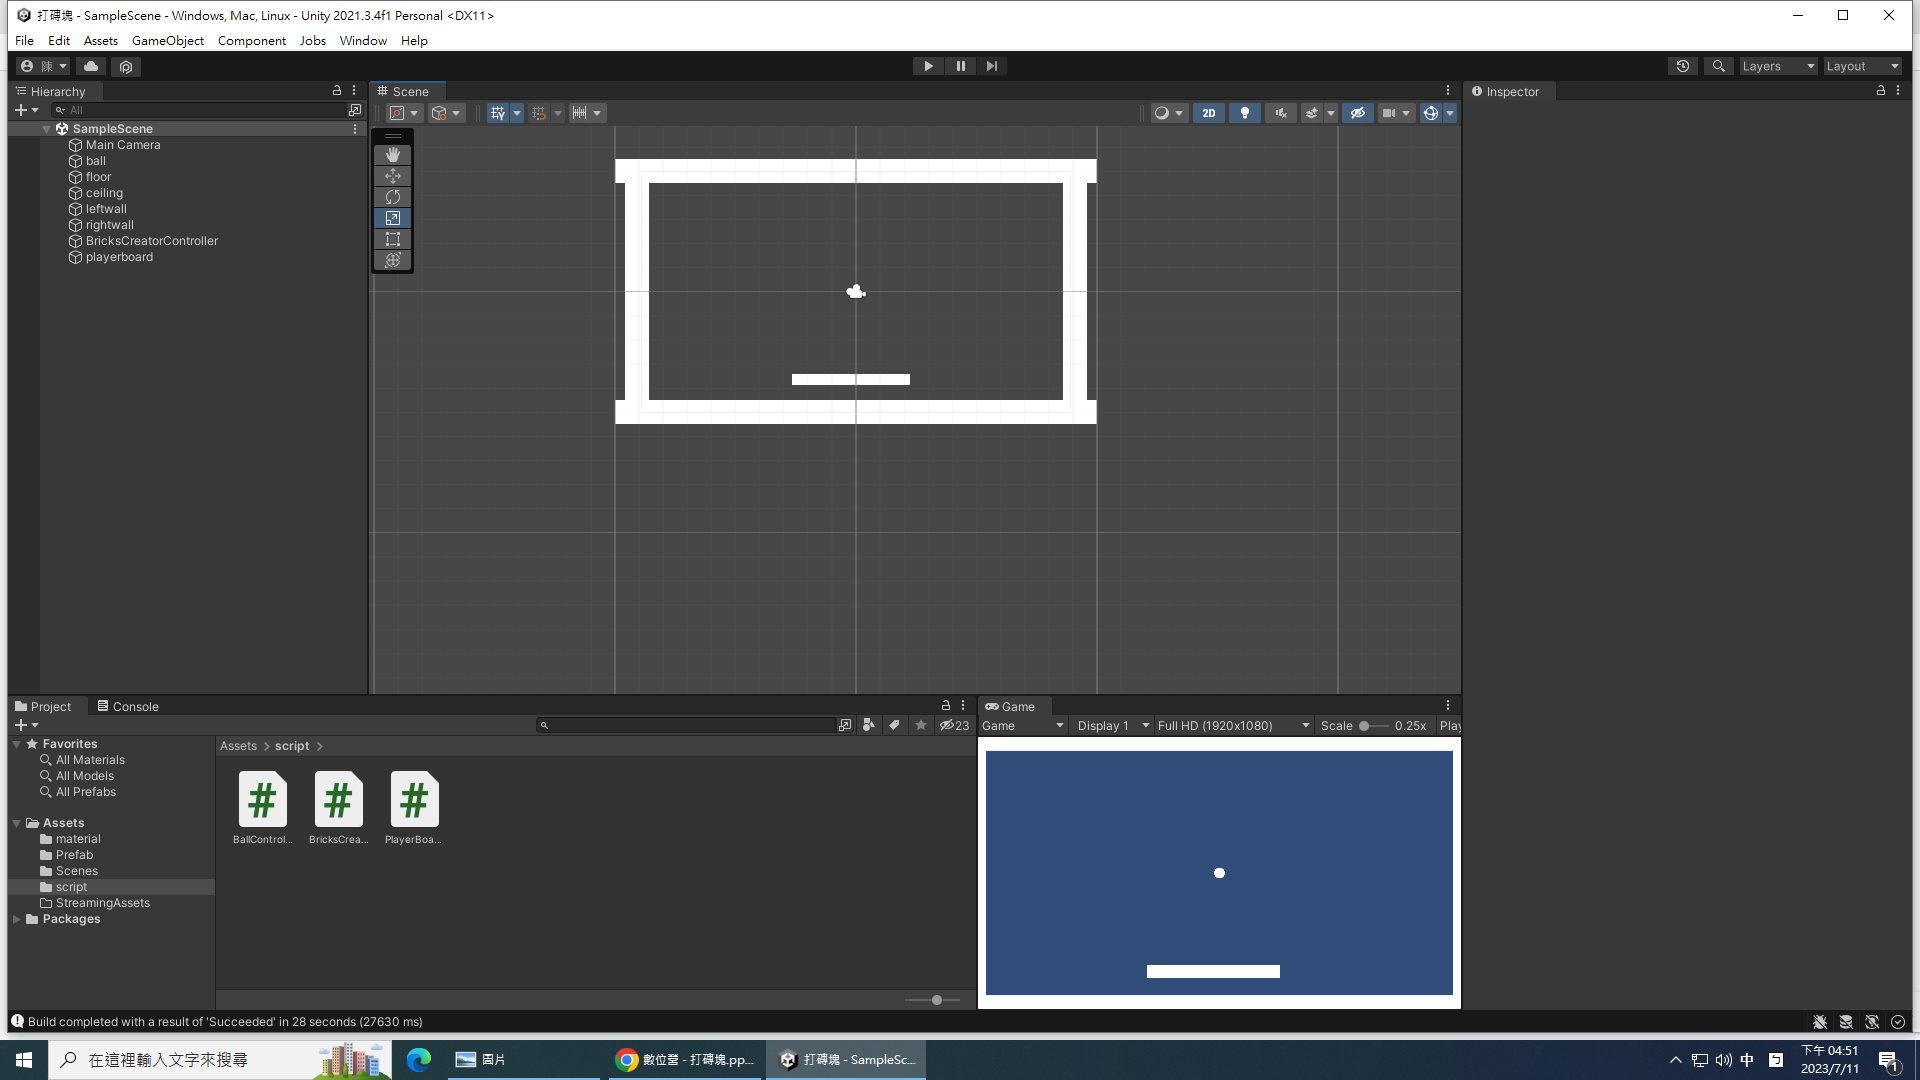 打磚塊 - SampleScene - Windows, Mac, Linux - Unity 2021.3.4f1 Personal <DX11>
File Edit Assets GameObject Component Jobs Window Help
陳
Layers
Layout
Hierarchy
All
SampleScene
Main Camera
ball
floor
ceiling
leftwall
rightwall
BricksCreatorController
playerboard
Scene
2D
Inspector
Project
Console
23
Favorites
All Materials
All Models
All Prefabs
Assets
material
Prefab
Scenes
script
StreamingAssets
Packages
Assets > script >
BallControl...
BricksCrea...
PlayerBoa...
Game
Game
Display 1
Full HD (1920x1080)
Scale
0.25x
Play
Build completed with a result of 'Succeeded' in 28 seconds (27630 ms)
在這裡輸入文字來搜尋
圖片
數位營 - 打磚塊.pp...
打磚塊 - SampleSc...
中
下午 04:51
2023/7/11
1